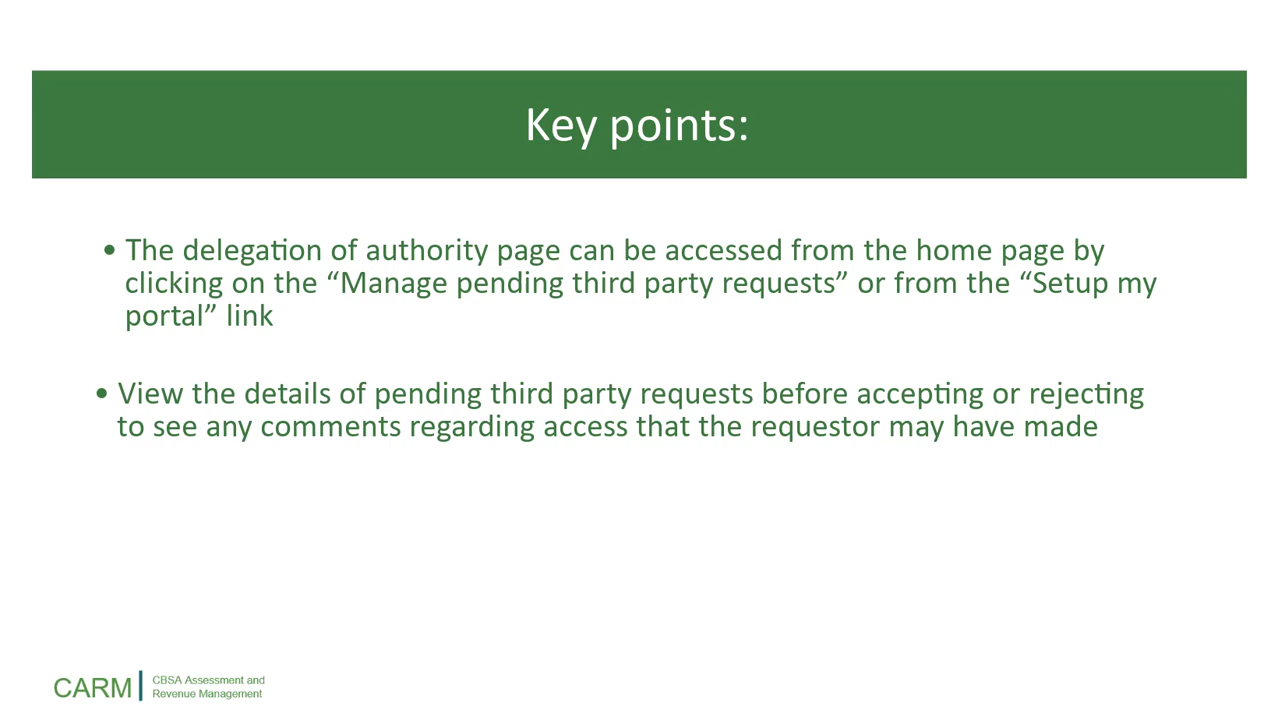 Key points:
• The delegation of authority page can be accessed from the home page by
clicking on the “Manage pending third party requests” or from the “Setup my
portal” link
• View the details of pending third party requests before accepting or rejecting
to see any comments regarding access that the requestor may have made
CARM
CBSA Assessment and
Revenue Management